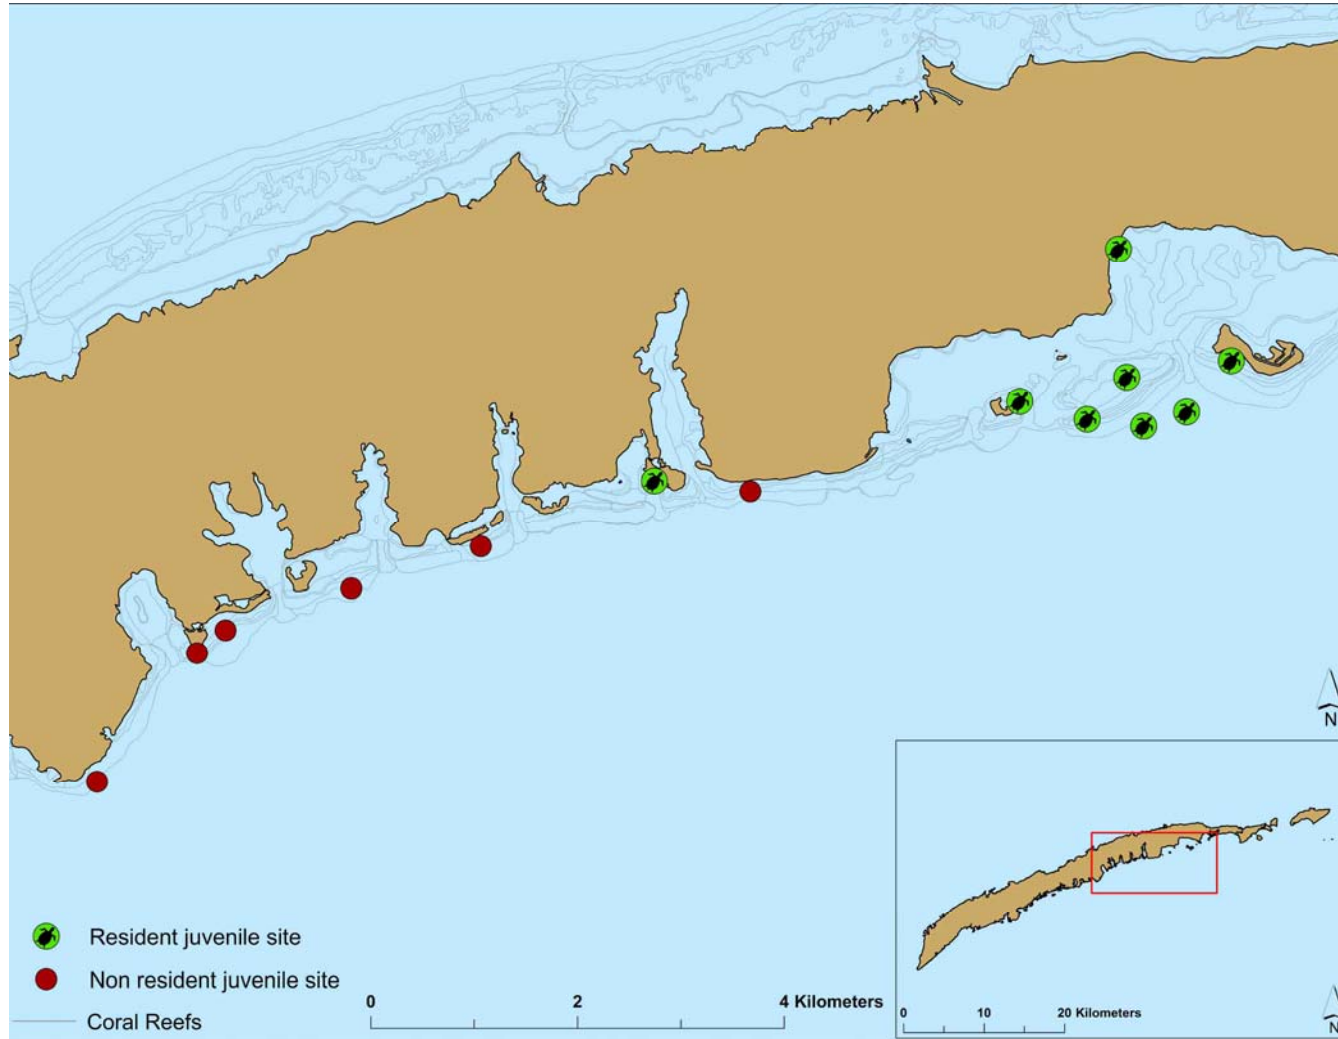 N
Resident juvenile site
Non resident juvenile site
Coral Reefs
0 2 4 Kilometers
0 10 20 Kilometers
N